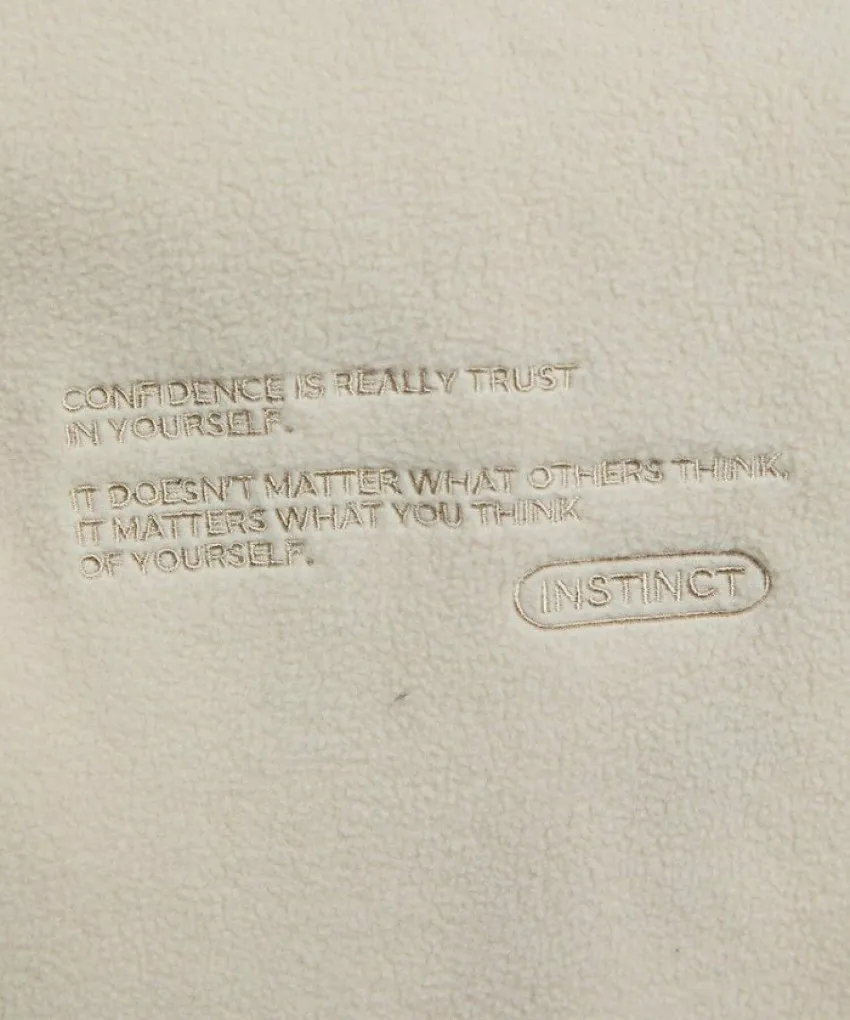 CONFIDENCE IS REALLY TRUST
IN YOURSELF.
IT DOESN'T MATTER WHAT OTHERS THINK,
IT MATTERS WHAT YOU THINK
OF YOURSELF.
INSTINCT